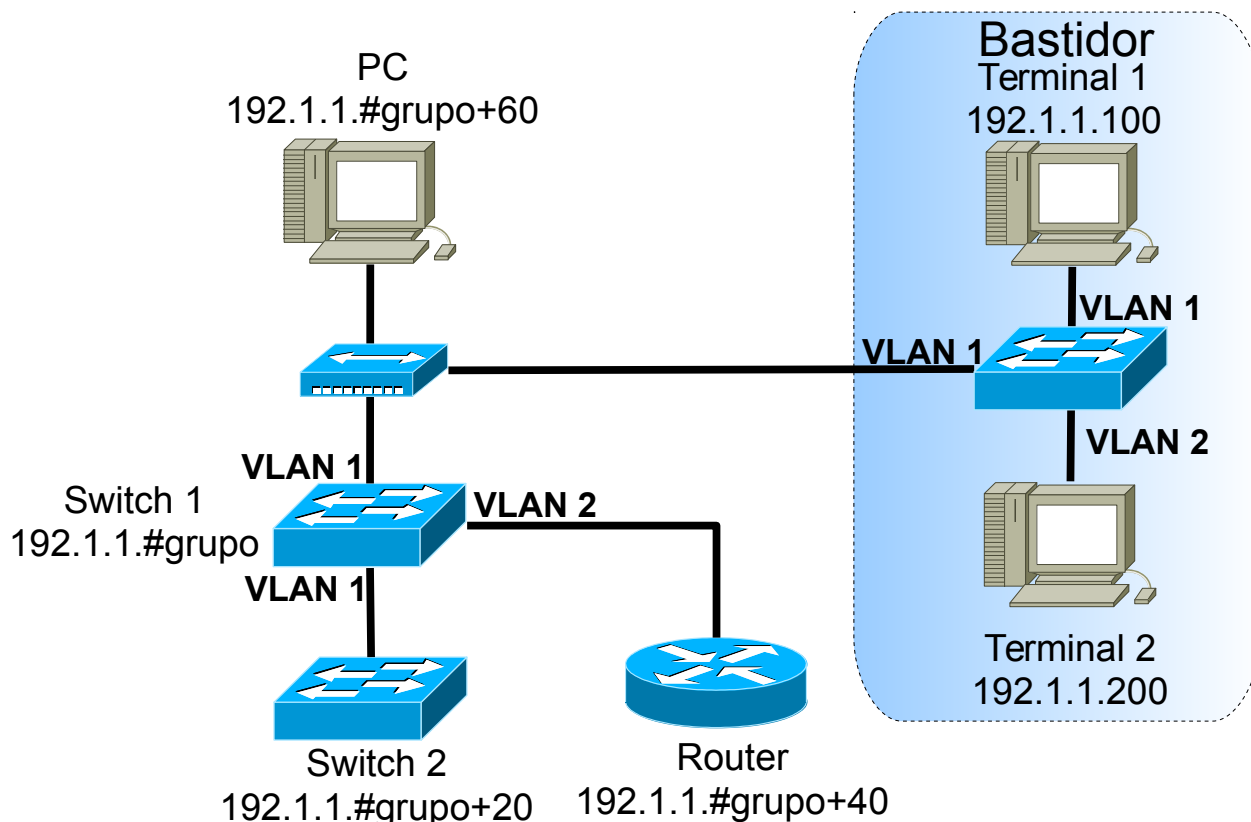 Bastidor
PC
192.1.1.#grupo+60
Terminal 1
192.1.1.100
VLAN 1
VLAN 1
VLAN 2
VLAN 1
Switch 1
192.1.1.#grupo
VLAN 2
VLAN 1
Terminal 2
192.1.1.200
Switch 2
192.1.1.#grupo+20
Router
192.1.1.#grupo+40